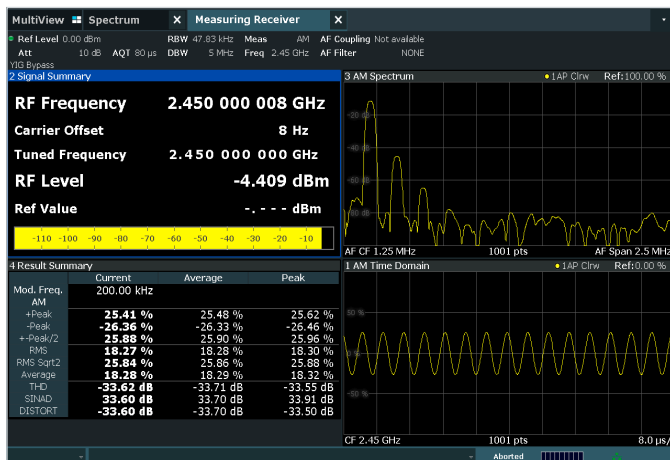 MultiView Spectrum X Measuring Receiver X
Ref Level 0.00 dBm RBW 47.83 kHz Meas AM AF Coupling Not available
Att 10 dB AQT 80 µs DBW 5 MHz Freq 2.45 GHz AF Filter NONE
YIG Bypass
2 Signal Summary
RF Frequency 2.450 000 008 GHz
Carrier Offset 8 Hz
Tuned Frequency 2.450 000 000 GHz
RF Level -4.409 dBm
Ref Value -.--- dBm
-110 -100 -90 -80 -70 -60 -50 -40 -30 -20 -10
3 AM Spectrum 1AP Clrw Ref:100.00 %
-20 dB
-40 dB
-60 dB
-80 dB
AF CF 1.25 MHz 1001 pts AF Span 2.5 MHz
4 Result Summary
Current Average Peak
Mod. Freq. 200.00 kHz
AM
+Peak 25.41 % 25.48 % 25.62 %
-Peak -26.36 % -26.33 % -26.46 %
+-Peak/2 25.88 % 25.90 % 25.96 %
RMS 18.27 % 18.28 % 18.30 %
RMS Sqrt2 25.84 % 25.86 % 25.88 %
Average 18.28 % 18.29 % 18.32 %
THD -33.62 dB -33.71 dB -33.55 dB
SINAD 33.60 dB 33.70 dB 33.91 dB
DISTORT -33.60 dB -33.70 dB -33.50 dB
1 AM Time Domain 1AP Clrw Ref:0.00 %
50 %
0 %
-50 %
CF 2.45 GHz 1001 pts 8.0 µs/
Aborted